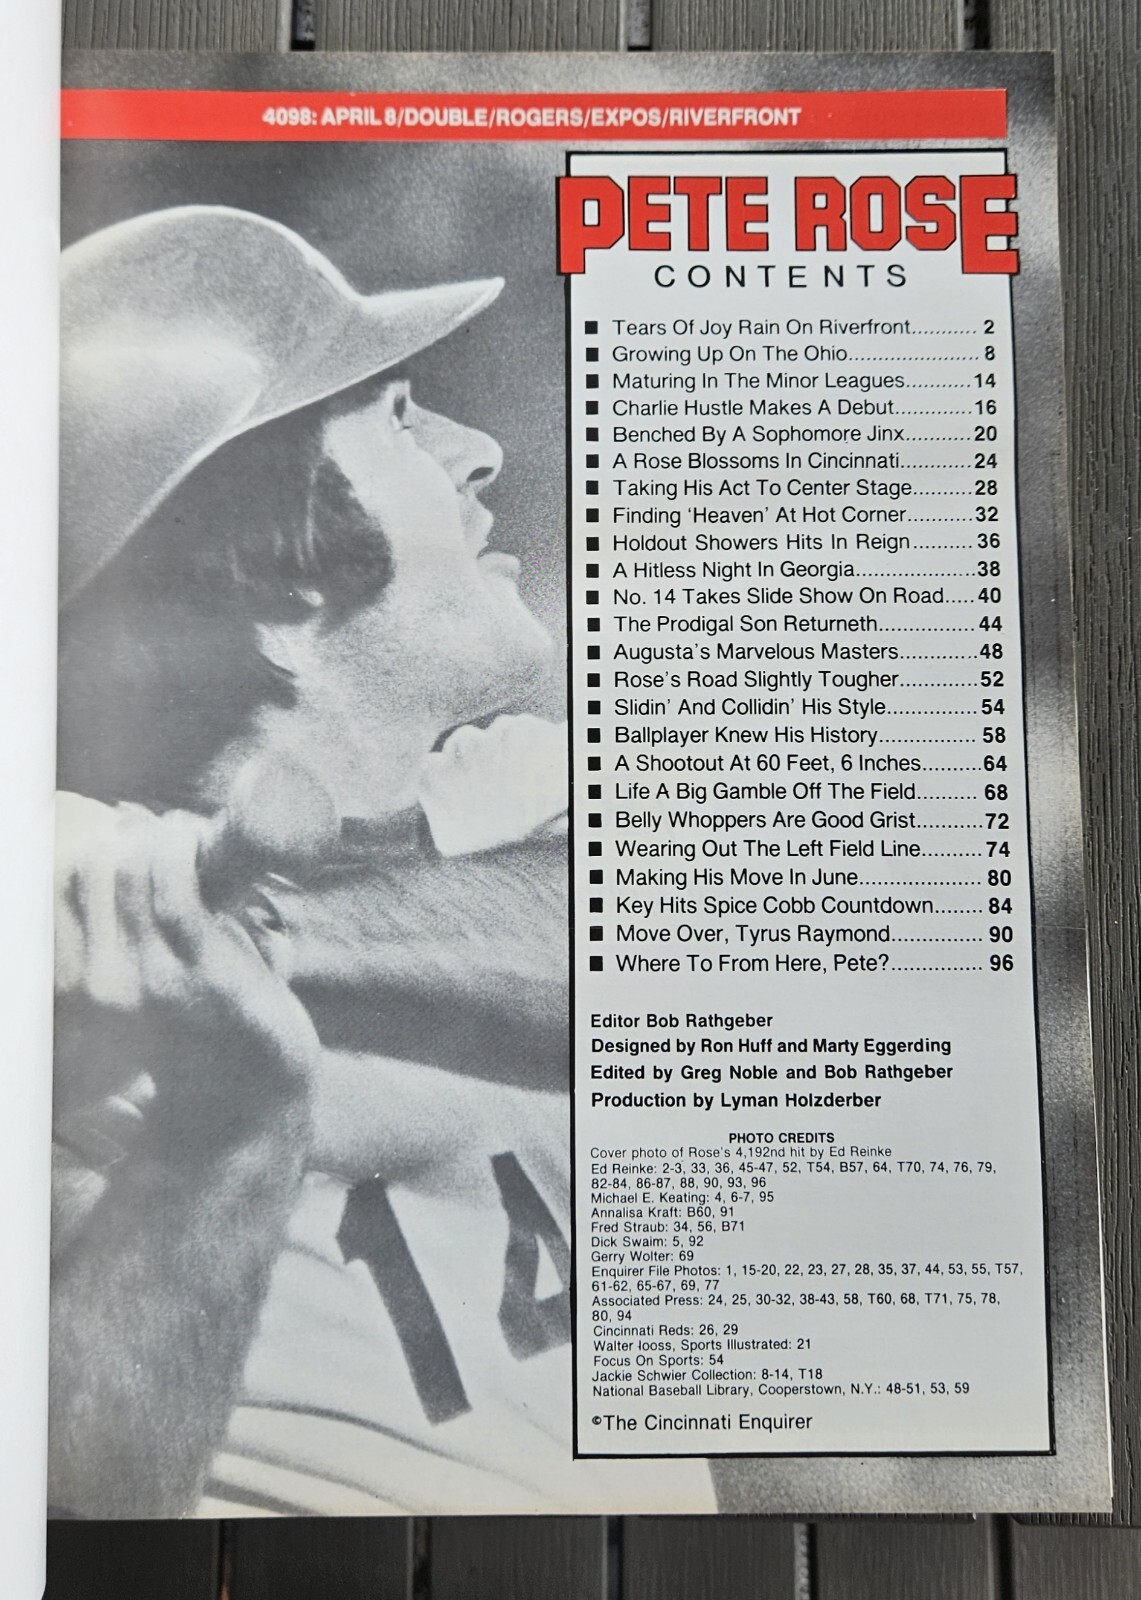 4098: APRIL 8/DOUBLE/ROGERS/EXPOS/RIVERFRONT
PETE ROSE
CONTENTS
■ Tears Of Joy Rain On Riverfront........... 2
■ Growing Up On The Ohio...................... 8
■ Maturing In The Minor Leagues...........14
■ Charlie Hustle Makes A Debut.............16
■ Benched By A Sophomore Jinx...........20
■ A Rose Blossoms In Cincinnati............24
■ Taking His Act To Center Stage..........28
■ Finding ‘Heaven’ At Hot Corner...........32
■ Holdout Showers Hits In Reign..........36
■ A Hitless Night In Georgia....................38
■ No. 14 Takes Slide Show On Road.....40
■ The Prodigal Son Returneth................ 44
■ Augusta’s Marvelous Masters.............48
■ Rose’s Road Slightly Tougher.............52
■ Slidin’ And Collidin’ His Style............... 54
■ Ballplayer Knew His History................ 58
■ A Shootout At 60 Feet, 6 Inches..........64
■ Life A Big Gamble Off The Field.......... 68
■ Belly Whoppers Are Good Grist...........72
■ Wearing Out The Left Field Line..........74
■ Making His Move In June.................... 80
■ Key Hits Spice Cobb Countdown........ 84
■ Move Over, Tyrus Raymond............... 90
■ Where To From Here, Pete?............... 96
Editor Bob Rathgeber
Designed by Ron Huff and Marty Eggerding
Edited by Greg Noble and Bob Rathgeber
Production by Lyman Holzderber
PHOTO CREDITS
Cover photo of Rose’s 4,192nd hit by Ed Reinke
Ed Reinke: 2-3, 33, 36, 45-47, 52, T54, B57, 64, T70, 74, 76, 79,
82-84, 86-87, 88, 90, 93, 96
Michael E. Keating: 4, 6-7, 95
Annalisa Kraft: B60, 91
Fred Straub: 34, 56, B71
Dick Swaim: 5, 92
Gerry Wolter: 69
Enquirer File Photos: 1, 15-20, 22, 23, 27, 28, 35, 37, 44, 53, 55, T57,
61-62, 65-67, 69, 77
Associated Press: 24, 25, 30-32, 38-43, 58, T60, 68, T71, 75, 78,
80, 94
Cincinnati Reds: 26, 29
Walter Iooss, Sports Illustrated: 21
Focus On Sports: 54
Jackie Schwier Collection: 8-14, T18
National Baseball Library, Cooperstown, N.Y.: 48-51, 53, 59
©The Cincinnati Enquirer
14